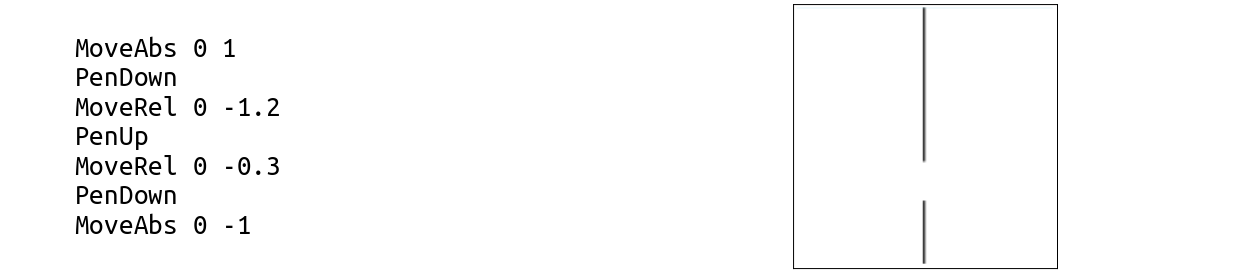 MoveAbs 0 1
PenDown
MoveRel 0 -1.2
PenUp
MoveRel 0 -0.3
PenDown
MoveAbs 0 -1